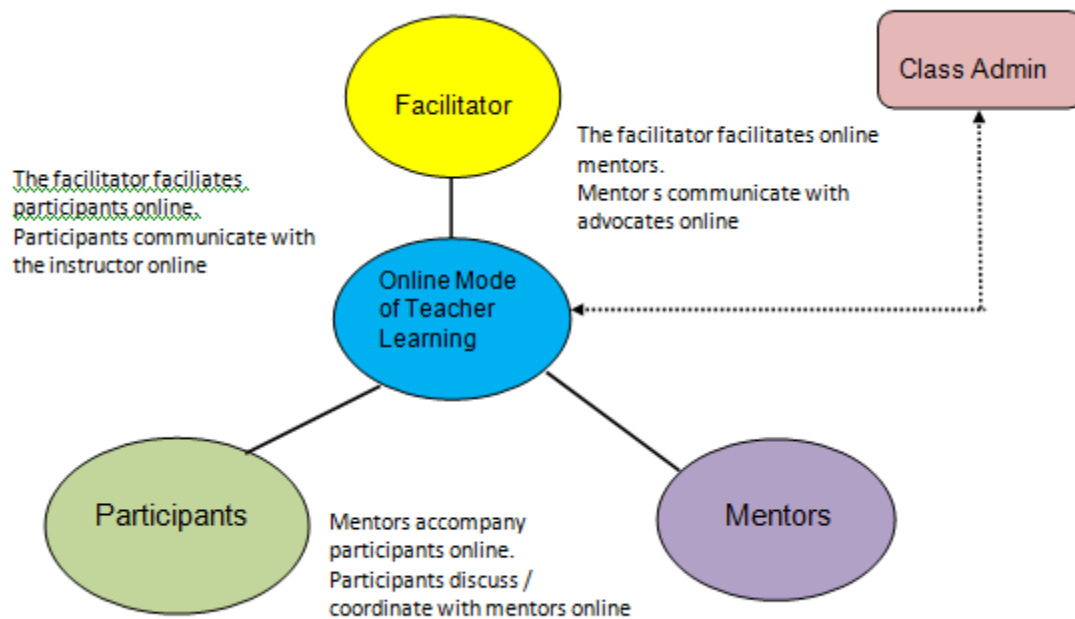 Facilitator
Class Admin
The facilitator facilitates online
mentors.
Mentor s communicate with
advocates online
The facilitator faciliates
participants online.
Participants communicate with
the instructor online
Online Mode
of Teacher
Learning
Participants
Mentors
Mentors accompany
participants online.
Participants discuss /
coordinate with mentors online